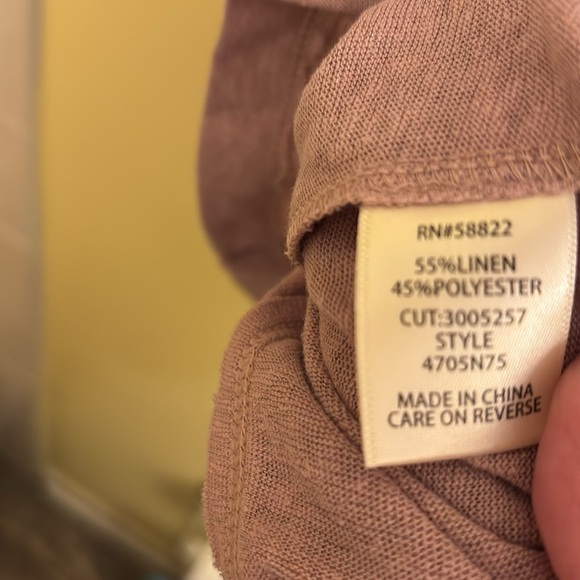 RN#58822
55%LINEN
45%POLYESTER
CUT:3005257
STYLE
4705N75
MADE IN CHINA
CARE ON REVERSE